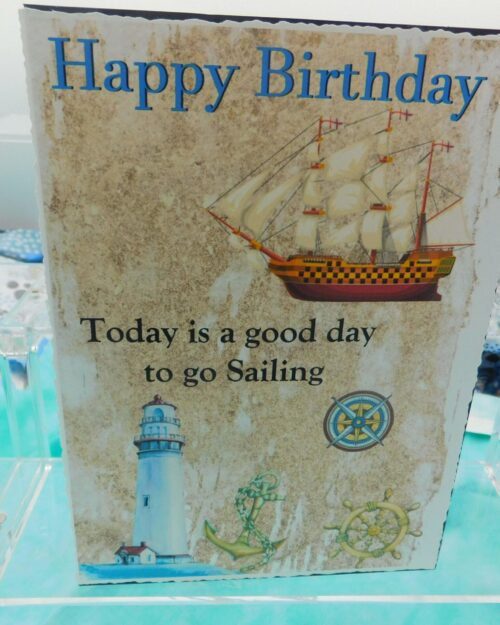 Happy Birthday
Today is a good day
to go Sailing